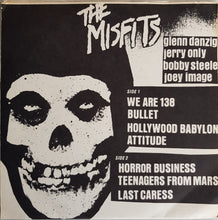 THE
MISFITS
glenn danzig
jerry only
bobby steele
joey image
SIDE 1
WE ARE 138
BULLET
HOLLYWOOD BABYLON
ATTITUDE
SIDE 2
HORROR BUSINESS
TEENAGERS FROM MARS
LAST CARESS